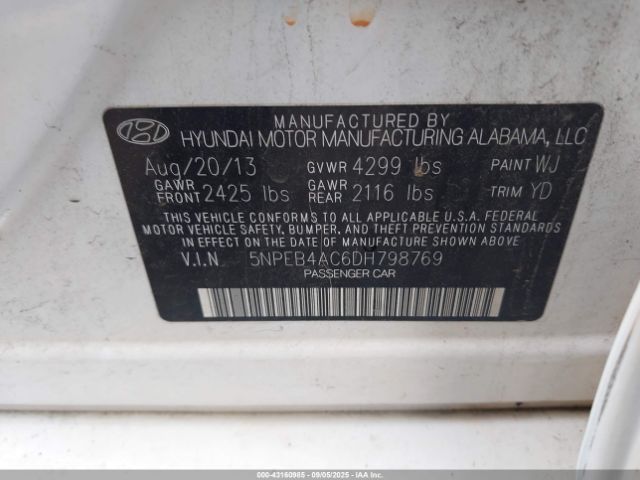 MANUFACTURED BY
HYUNDAI MOTOR MANUFACTURING ALABAMA, LLC
Aug/20/13 GVWR 4299 lbs PAINT WJ
GAWR FRONT 2425 lbs GAWR REAR 2116 lbs TRIM YD
THIS VEHICLE CONFORMS TO ALL APPLICABLE U.S.A. FEDERAL
MOTOR VEHICLE SAFETY, BUMPER, AND THEFT PREVENTION STANDARDS
IN EFFECT ON THE DATE OF MANUFACTURE SHOWN ABOVE.
V.I.N. 5NPEB4AC6DH798769
PASSENGER CAR
000-43160985 - 09/05/2025 - IAAI.COM